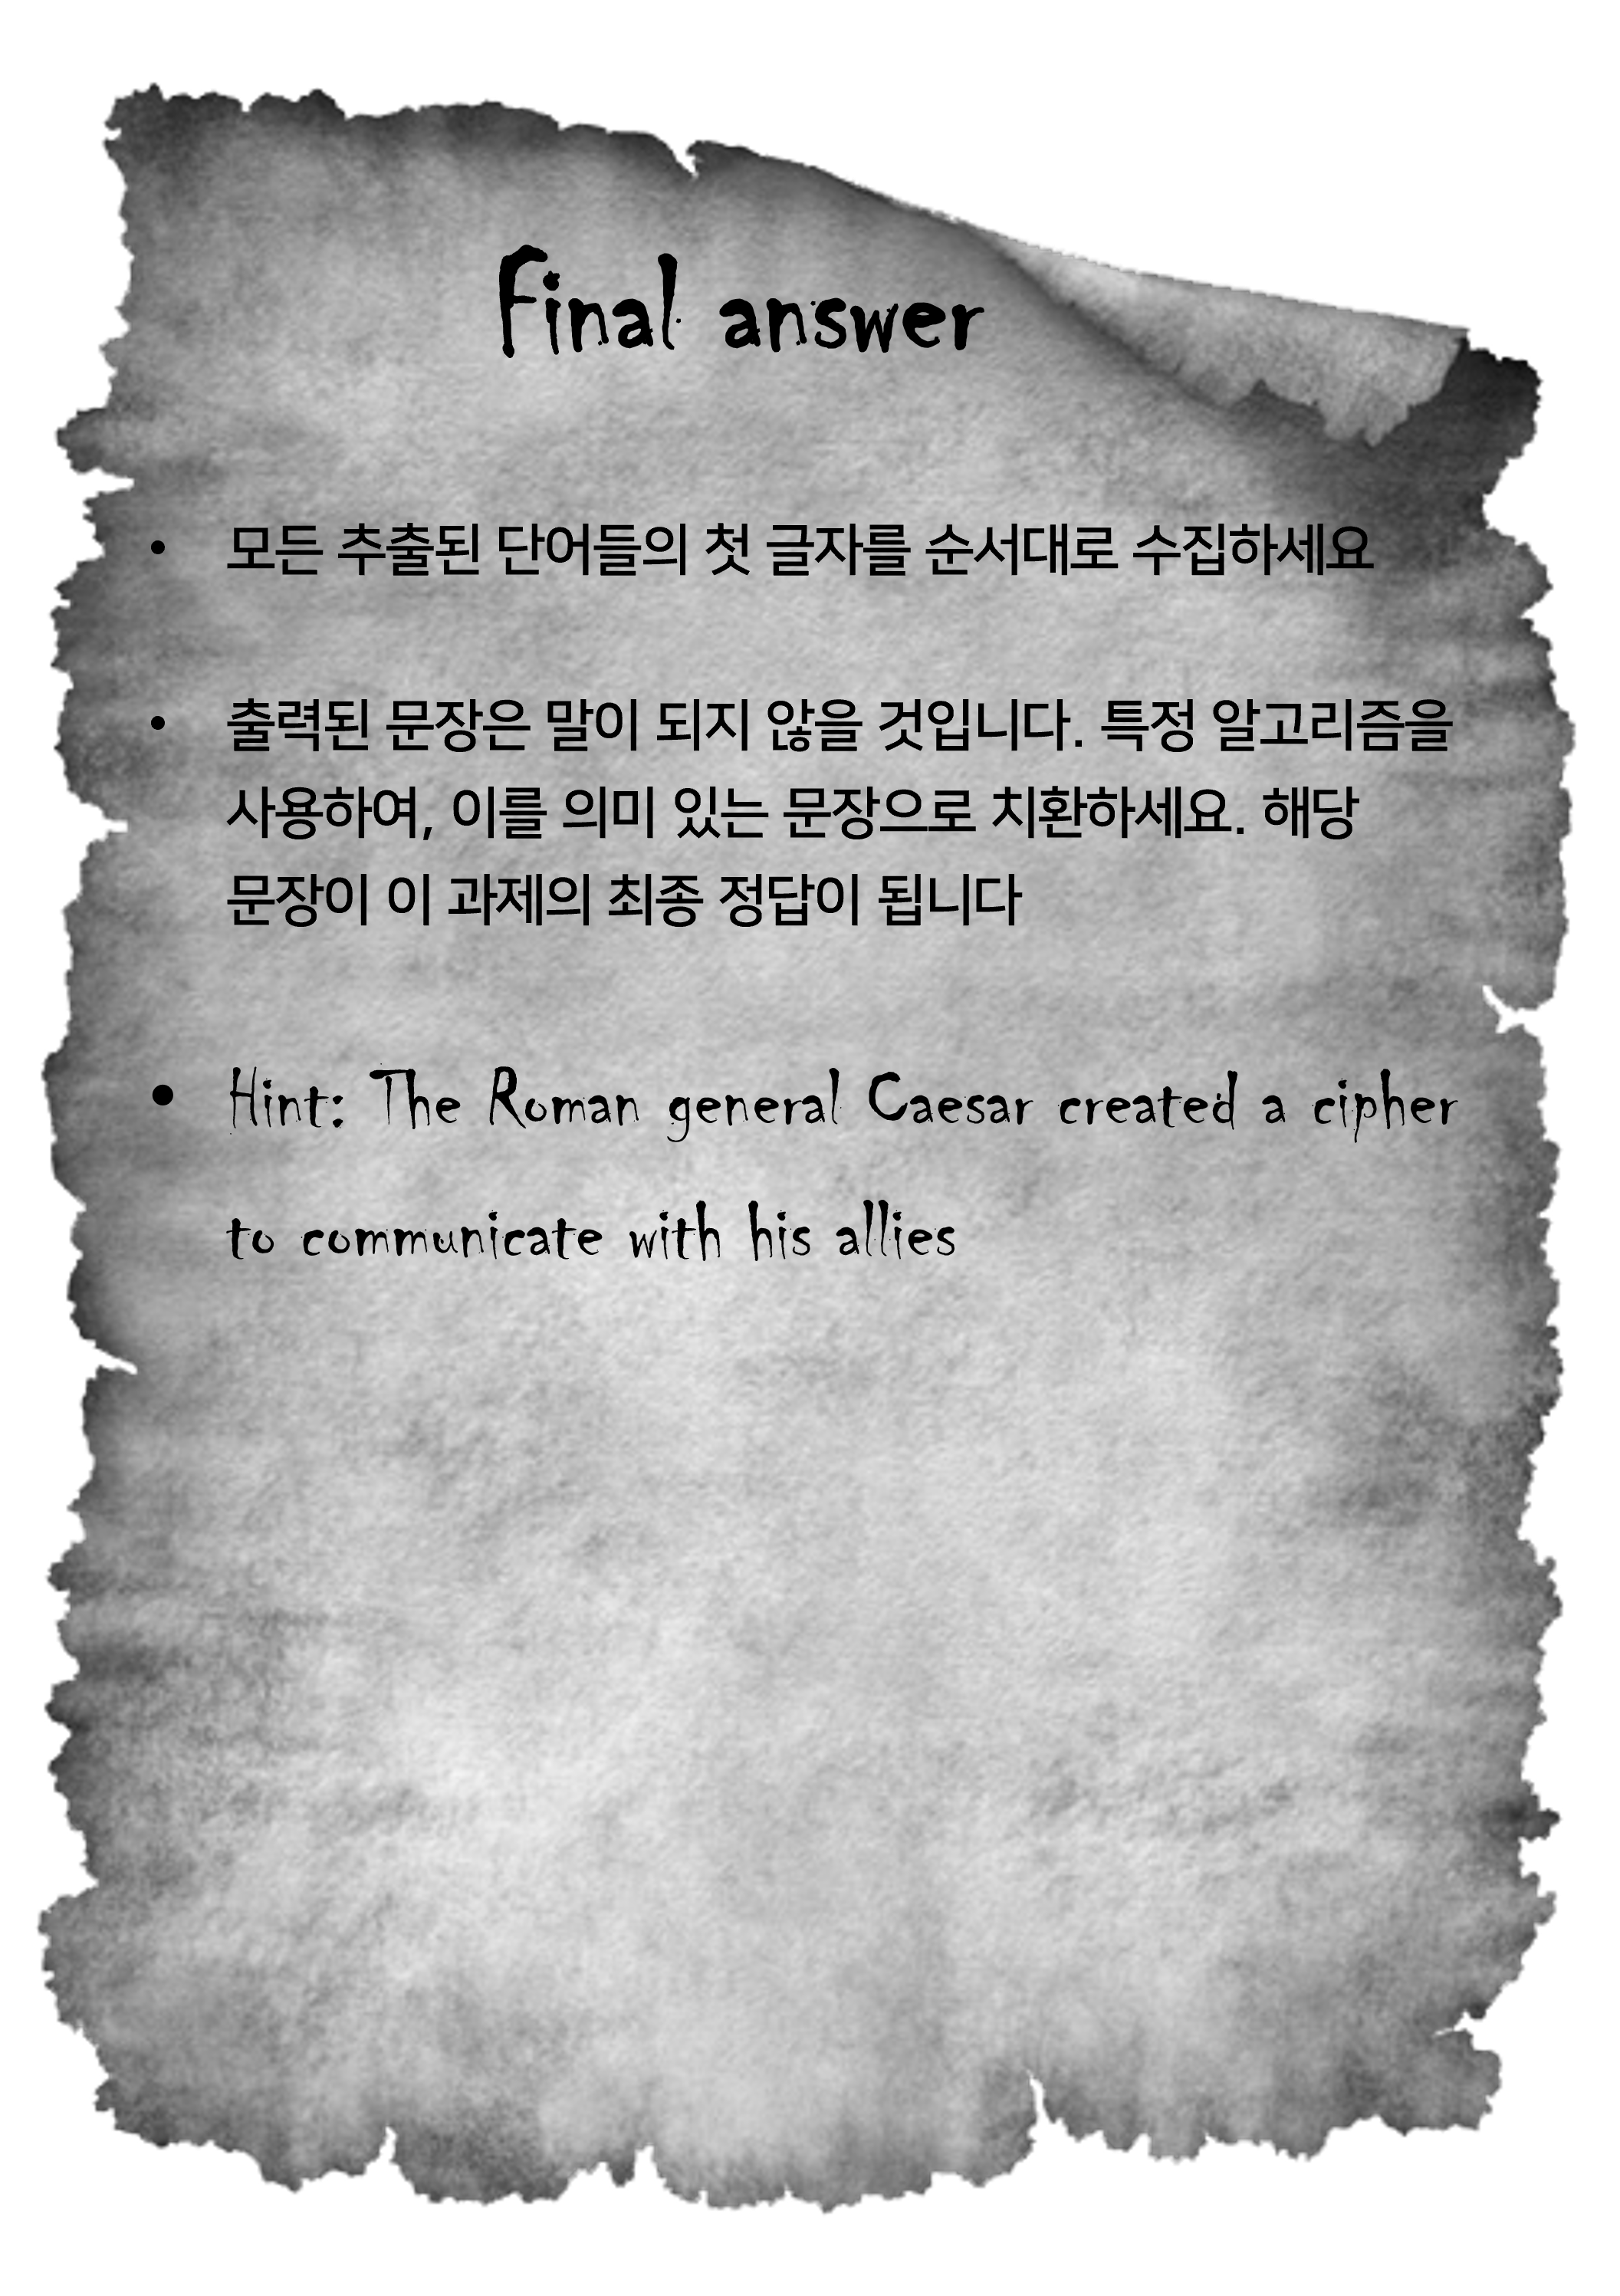 Final answer
• 모든 추출된 단어들의 첫 글자를 순서대로 수집하세요
• 출력된 문장은 말이 되지 않을 것입니다. 특정 알고리즘을
사용하여, 이를 의미 있는 문장으로 치환하세요. 해당
문장이 이 과제의 최종 정답이 됩니다
• Hint: The Roman general Caesar created a cipher
to communicate with his allies